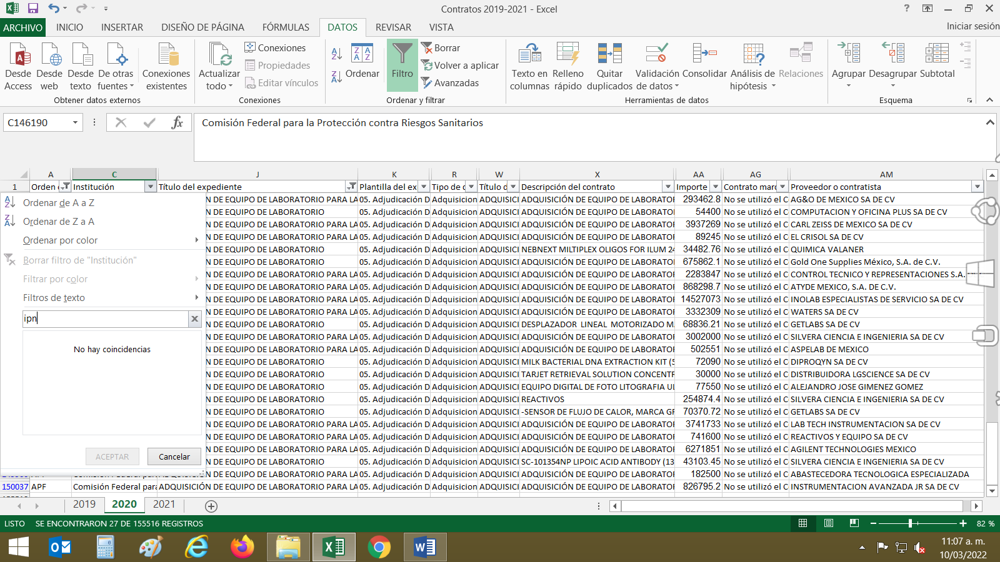 Contratos 2019-2021 - Excel
?
ARCHIVO INICIO INSERTAR DISEÑO DE PÁGINA FÓRMULAS DATOS REVISAR VISTA Iniciar sesión
Desde Access
Desde web
Desde texto
De otras fuentes
Conexiones existentes
Obtener datos externos
Actualizar todo
Conexiones
Propiedades
Editar vínculos
Conexiones
Ordenar
Filtro
Borrar
Volver a aplicar
Avanzadas
Ordenar y filtrar
Texto en columnas
Relleno rápido
Quitar duplicados
Validación de datos
Consolidar
Análisis de hipótesis
Relaciones
Herramientas de datos
Agrupar
Desagrupar
Subtotal
Esquema
C146190 fx Comisión Federal para la Protección contra Riesgos Sanitarios
A C J K R W X AA AG AM
1 Orden Institución Título del expediente Plantilla del ex Tipo de c Título d Descripción del contrato Importe Contrato marc Proveedor o contratista
Ordenar de A a Z
Ordenar de Z a A
Ordenar por color
Borrar filtro de "Institución"
Filtrar por color
Filtros de texto
ipn
No hay coincidencias
ACEPTAR Cancelar
N DE EQUIPO DE LABORATORIO PARA LA 05. Adjudicación D Adquisicion ADQUISICI ADQUISICIÓN DE EQUIPO DE LABORATOR 293462.8 No se utilizó el C AG&O DE MEXICO SA DE CV
N DE EQUIPO DE LABORATORIO 05. Adjudicación D Adquisicion ADQUISICI ADQUISICIÓN DE EQUIPO DE LABORATOR 54400 No se utilizó el C COMPUTACION Y OFICINA PLUS SA DE CV
N DE EQUIPO DE LABORATORIO PARA LA 05. Adjudicación D Adquisicion ADQUISICI ADQUISICIÓN DE EQUIPO DE LABORATOR 3937269 No se utilizó el C CARL ZEISS DE MEXICO SA DE CV
N DE EQUIPO DE LABORATORIO PARA LA 05. Adjudicación D Adquisicion ADQUISICI ADQUISICIÓN DE EQUIPO DE LABORATOR 89245 No se utilizó el C EL CRISOL SA DE CV
N DE EQUIPO DE LABORATORIO 05. Adjudicación D Adquisicion ADQUISICI NEBNEXT MILTIPLEX OLIGOS FOR ILUM 24 34482.76 No se utilizó el C QUIMICA VALANER
N DE EQUIPO DE LABORATORIO PARA LA 05. Adjudicación D Adquisicion ADQUISICI ADQUISICIÓN DE EQUIPO DE LABORATOR 675862.1 No se utilizó el C Gold One Supplies México, S.A. de C.V.
N DE EQUIPO DE LABORATORIO PARA LA 05. Adjudicación D Adquisicion ADQUISICI ADQUISICIÓN DE EQUIPO DE LABORATOR 2283847 No se utilizó el C CONTROL TECNICO Y REPRESENTACIONES S.A.
N DE EQUIPO DE LABORATORIO PARA LA 05. Adjudicación D Adquisicion ADQUISICI ADQUISICIÓN DE EQUIPO DE LABORATOR 868298.7 No se utilizó el C ATYDE MEXICO, S.A. DE C.V.
N DE EQUIPO DE LABORATORIO PARA LA 05. Adjudicación D Adquisicion ADQUISICI ADQUISICIÓN DE EQUIPO DE LABORATOR 14527073 No se utilizó el C INOLAB ESPECIALISTAS DE SERVICIO SA DE CV
N DE EQUIPO DE LABORATORIO PARA LA 05. Adjudicación D Adquisicion ADQUISICI ADQUISICIÓN DE EQUIPO DE LABORATOR 3332309 No se utilizó el C WATERS SA DE CV
N DE EQUIPO DE LABORATORIO 05. Adjudicación D Adquisicion ADQUISICI DESPLAZADOR LINEAL MOTORIZADO M 68836.21 No se utilizó el C GETLABS SA DE CV
N DE EQUIPO DE LABORATORIO PARA LA 05. Adjudicación D Adquisicion ADQUISICI ADQUISICIÓN DE EQUIPO DE LABORATOR 3002000 No se utilizó el C SILVERA CIENCIA E INGENIERIA SA DE CV
N DE EQUIPO DE LABORATORIO PARA LA 05. Adjudicación D Adquisicion ADQUISICI ADQUISICIÓN DE EQUIPO DE LABORATOR 502551 No se utilizó el C ASPELAB DE MEXICO
N DE EQUIPO DE LABORATORIO 05. Adjudicación D Adquisicion ADQUISICI MILK BACTERIAL DNA EXTRACTION KIT (5 72090 No se utilizó el C DIPROQYN SA DE CV
N DE EQUIPO DE LABORATORIO 05. Adjudicación D Adquisicion ADQUISICI TARJET RETRIEVAL SOLUTION CONCENTR 30000 No se utilizó el C DISTRIBUIDORA LGSCIENCE SA DE CV
N DE EQUIPO DE LABORATORIO 05. Adjudicación D Adquisicion ADQUISICI EQUIPO DIGITAL DE FOTO LITOGRAFIA UL 77550 No se utilizó el C ALEJANDRO JOSE GIMENEZ GOMEZ
N DE EQUIPO DE LABORATORIO 05. Adjudicación D Adquisicion ADQUISICI REACTIVOS 254874.4 No se utilizó el C SILVERA CIENCIA E INGENIERIA SA DE CV
N DE EQUIPO DE LABORATORIO 05. Adjudicación D Adquisicion ADQUISICI -SENSOR DE FLUJO DE CALOR, MARCA GR 70370.72 No se utilizó el C GETLABS SA DE CV
N DE EQUIPO DE LABORATORIO PARA LA 05. Adjudicación D Adquisicion ADQUISICI ADQUISICIÓN DE EQUIPO DE LABORATOR 3741733 No se utilizó el C LAB TECH INSTRUMENTACION SA DE CV
N DE EQUIPO DE LABORATORIO PARA LA 05. Adjudicación D Adquisicion ADQUISICI ADQUISICIÓN DE EQUIPO DE LABORATOR 741600 No se utilizó el C REACTIVOS Y EQUIPO SA DE CV
N DE EQUIPO DE LABORATORIO PARA LA 05. Adjudicación D Adquisicion ADQUISICI ADQUISICIÓN DE EQUIPO DE LABORATOR 6271851 No se utilizó el C AGILENT TECHNOLOGIES MEXICO
N DE EQUIPO DE LABORATORIO 05. Adjudicación D Adquisicion ADQUISICI SC-101354NP LIPOIC ACID ANTIBODY (13 43103.45 No se utilizó el C SILVERA CIENCIA E INGENIERIA SA DE CV
N DE EQUIPO DE LABORATORIO PARA LA 05. Adjudicación D Adquisicion ADQUISICI ADQUISICIÓN DE EQUIPO DE LABORATOR 182500 No se utilizó el C ABASTECEDORA TECNOLOGICA ESPECIALIZADA
150037 APF Comisión Federal para ADQUISICIÓN DE EQUIPO DE LABORATORIO PARA LA 05. Adjudicación D Adquisicion ADQUISICI ADQUISICIÓN DE EQUIPO DE LABORATOR 826795.2 No se utilizó el C INSTRUMENTACION AVANZADA JR SA DE CV
2019 2020 2021
LISTO SE ENCONTRARON 27 DE 155516 REGISTROS 82 %
11:07 a. m.
10/03/2022